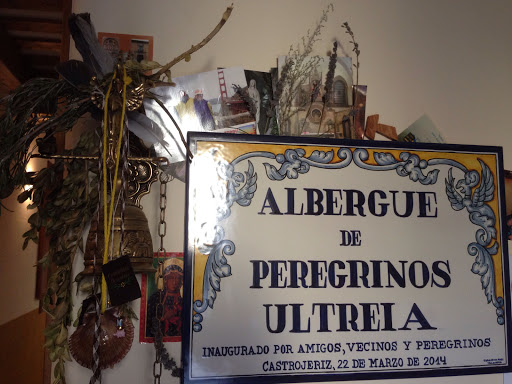 ALBERGUE
DE
PEREGRINOS
ULTREIA
INAUGURADO POR AMIGOS, VECINOS Y PEREGRINOS
CASTROJERIZ, 22 DE MARZO DE 2014